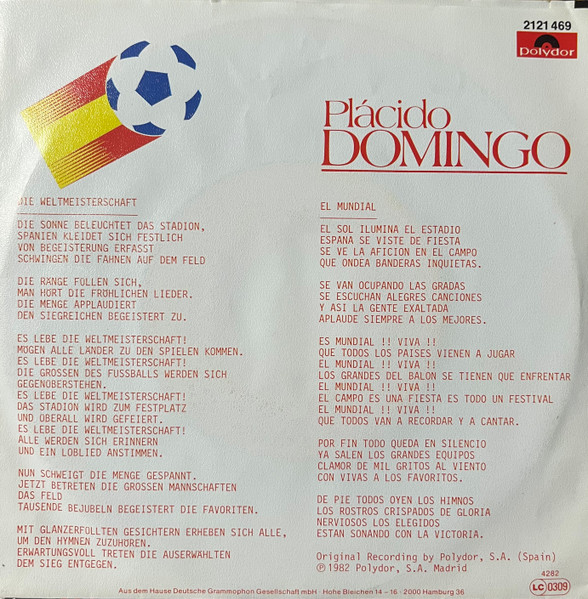 2121 469
Polydor
Plácido
DOMINGO
DIE WELTMEISTERSCHAFT
DIE SONNE BELEUCHTET DAS STADION,
SPANIEN KLEIDET SICH FESTLICH
VON BEGEISTERUNG ERFASST
SCHWINGEN DIE FAHNEN AUF DEM FELD
DIE RÄNGE FÜLLEN SICH,
MAN HÖRT DIE FRÖHLICHEN LIEDER.
DIE MENGE APPLAUDIERT
DEN SIEGREICHEN BEGEISTERT ZU.
ES LEBE DIE WELTMEISTERSCHAFT!
MÖGEN ALLE LÄNDER ZU DEN SPIELEN KOMMEN.
ES LEBE DIE WELTMEISTERSCHAFT!
DIE GROSSEN DES FUSSBALLS WERDEN SICH
GEGENÜBERSTEHEN.
ES LEBE DIE WELTMEISTERSCHAFT!
DAS STADION WIRD ZUM FESTPLATZ
UND ÜBERALL WIRD GEFEIERT.
ES LEBE DIE WELTMEISTERSCHAFT!
ALLE WERDEN SICH ERINNERN
UND EIN LOBLIED ANSTIMMEN.
NUN SCHWEIGT DIE MENGE GESPANNT.
JETZT BETRETEN DIE GROSSEN MANNSCHAFTEN
DAS FELD
TAUSENDE BEJUBELN BEGEISTERT DIE FAVORITEN.
MIT GLANZERFÜLLTEN GESICHTERN ERHEBEN SICH ALLE,
UM DEN HYMNEN ZUZUHÖREN.
ERWARTUNGSVOLL TRETEN DIE AUSERWÄHLTEN
DEM SIEG ENTGEGEN.
EL MUNDIAL
EL SOL ILUMINA EL ESTADIO
ESPANA SE VISTE DE FIESTA
SE VE LA AFICION EN EL CAMPO
QUE ONDEA BANDERAS INQUIETAS.
SE VAN OCUPANDO LAS GRADAS
SE ESCUCHAN ALEGRES CANCIONES
Y ASI LA GENTE EXALTADA
APLAUDE SIEMPRE A LOS MEJORES.
ES MUNDIAL !! VIVA !!
QUE TODOS LOS PAISES VIENEN A JUGAR
EL MUNDIAL !! VIVA !!
LOS GRANDES DEL BALON SE TIENEN QUE ENFRENTAR
EL MUNDIAL !! VIVA !!
EL CAMPO ES UNA FIESTA ES TODO UN FESTIVAL
EL MUNDIAL !! VIVA !!
QUE TODOS VAN A RECORDAR Y A CANTAR.
POR FIN TODO QUEDA EN SILENCIO
YA SALEN LOS GRANDES EQUIPOS
CLAMOR DE MIL GRITOS AL VIENTO
CON VIVAS A LOS FAVORITOS.
DE PIE TODOS OYEN LOS HIMNOS
LOS ROSTROS CRISPADOS DE GLORIA
NERVIOSOS LOS ELEGIDOS
ESTAN SONANDO CON LA VICTORIA.
Original Recording by Polydor, S.A. (Spain)
℗ 1982 Polydor, S.A. Madrid
4282
LC 0309
Aus dem Hause Deutsche Grammophon Gesellschaft mbH · Hohe Bleichen 14 – 16 · 2000 Hamburg 36